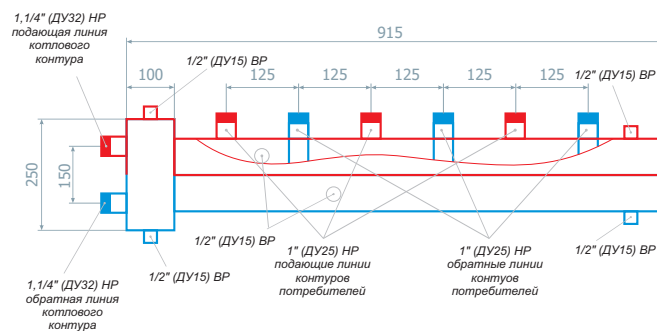 1,1/4" (ДУ32) НР
подающая линия
котлового
контура
915
100
1/2" (ДУ15) ВР
125
125
125
125
125
1/2" (ДУ15) ВР
250
150
1/2" (ДУ15) ВР
1/2" (ДУ15) ВР
1/2" (ДУ15) ВР
1,1/4" (ДУ32) НР
обратная линия
котлового
контура
1" (ДУ25) НР
подающие линии
контуров
потребителей
1" (ДУ25) НР
обратные линии
контуов
потребителей